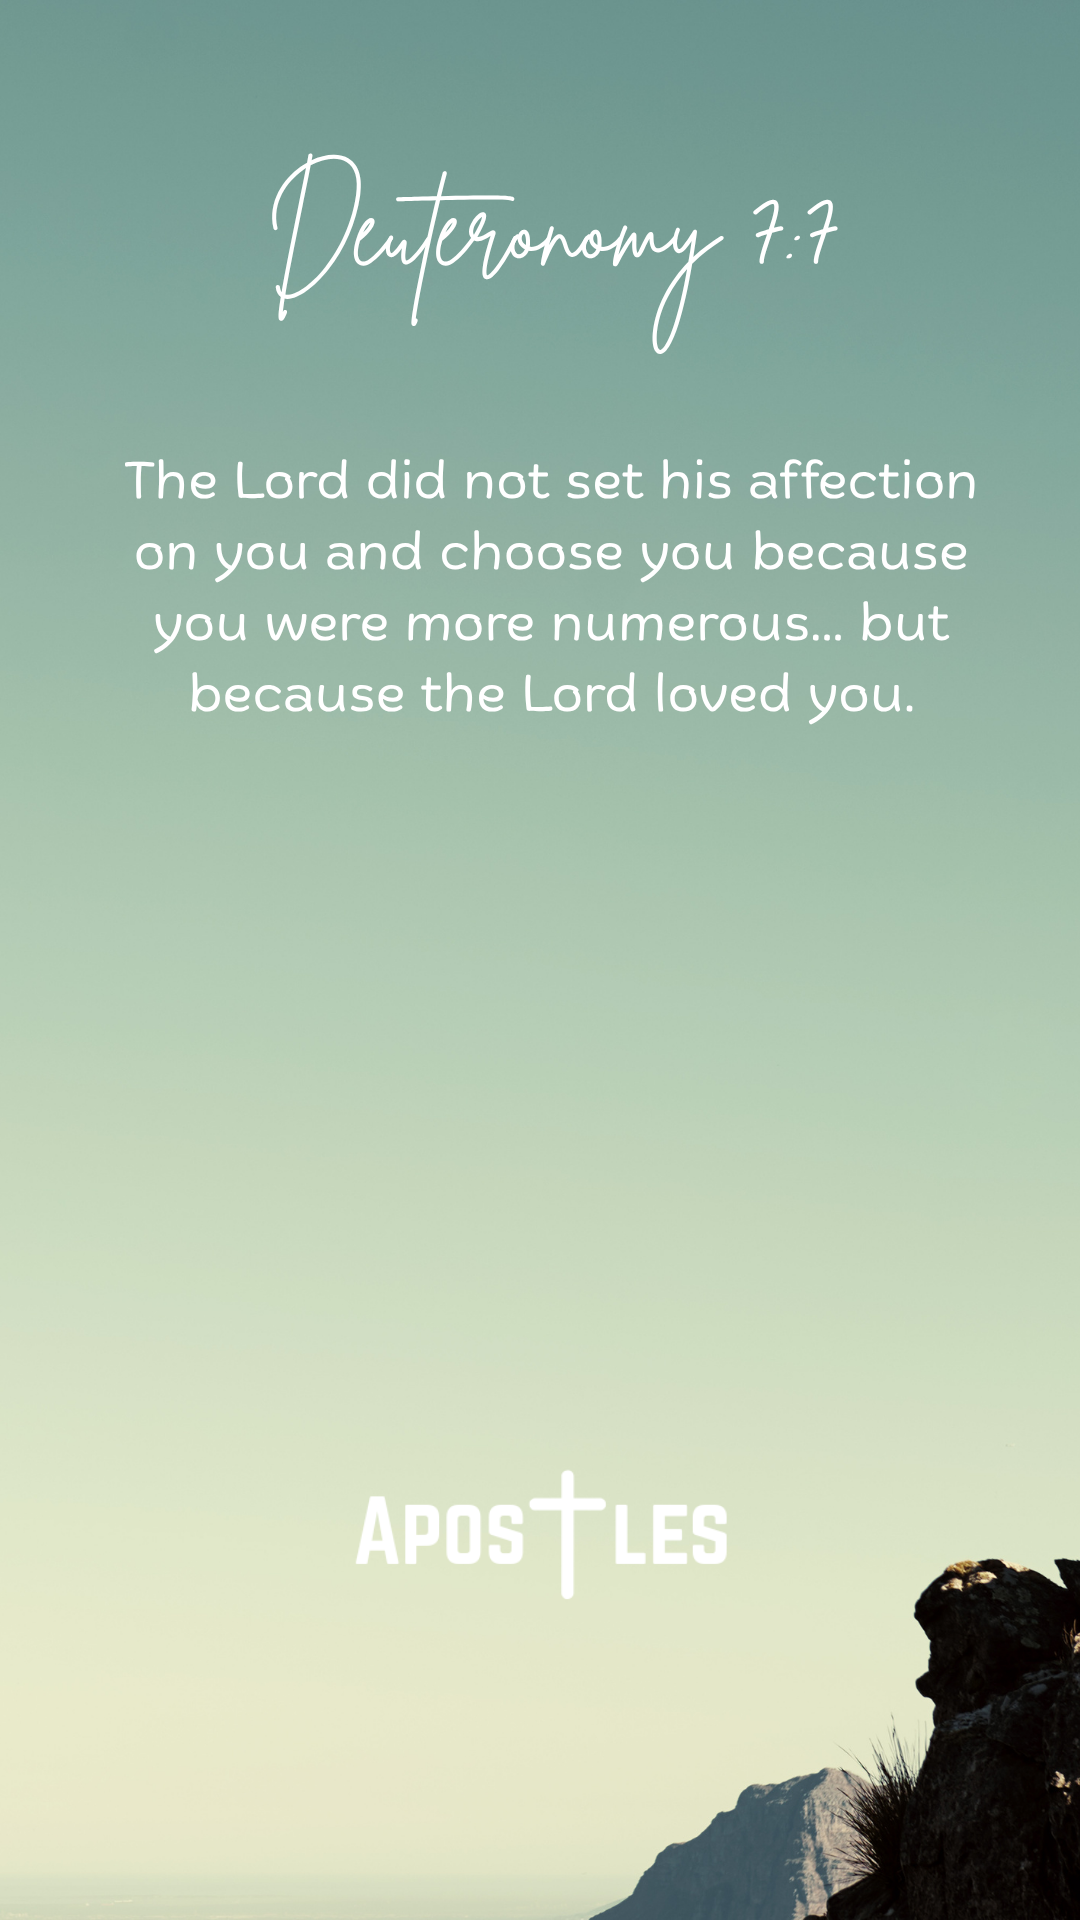 Deuteronomy 7:7
The Lord did not set his affection
on you and choose you because
you were more numerous... but
because the Lord loved you.
APOSTLES